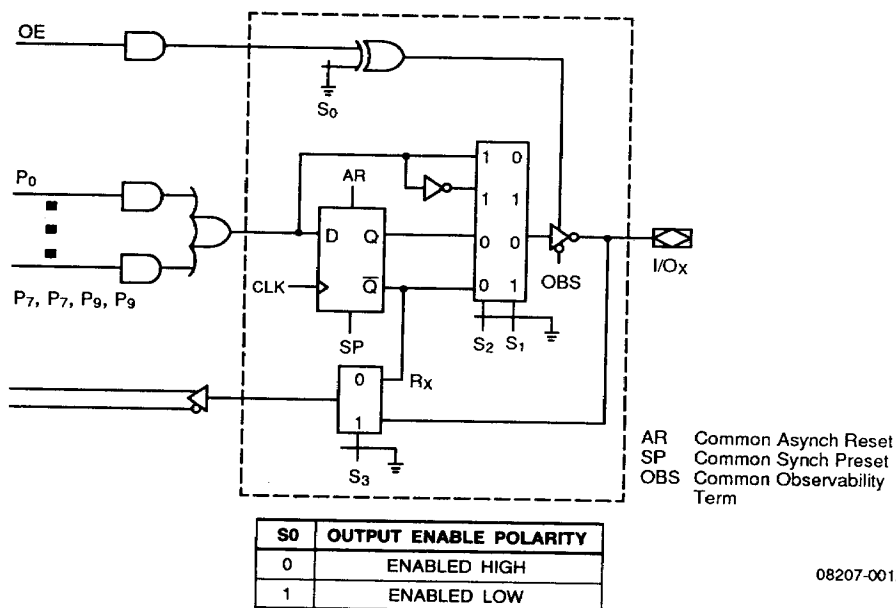 OE
S0
P0
AR
1 0
1 1
D Q
0 0
CLK
Q
0 1
OBS
I/OX
P7, P7, P9, P9
SP
S2 S1
0
RX
1
S3
AR Common Asynch Reset
SP Common Synch Preset
OBS Common Observability
Term
S0 OUTPUT ENABLE POLARITY
0 ENABLED HIGH
1 ENABLED LOW
08207-001